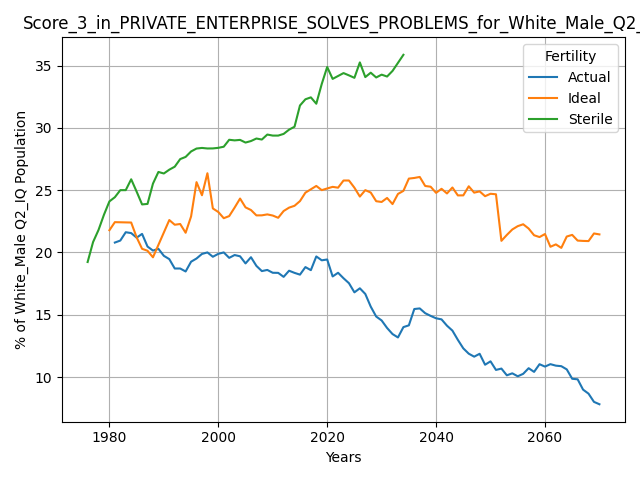 Score_3_in_PRIVATE_ENTERPRISE_SOLVES_PROBLEMS_for_White_Male_Q2_
Fertility
Actual
Ideal
Sterile
% of White_Male Q2_IQ Population
35
30
25
20
15
10
1980
2000
2020
2040
2060
Years